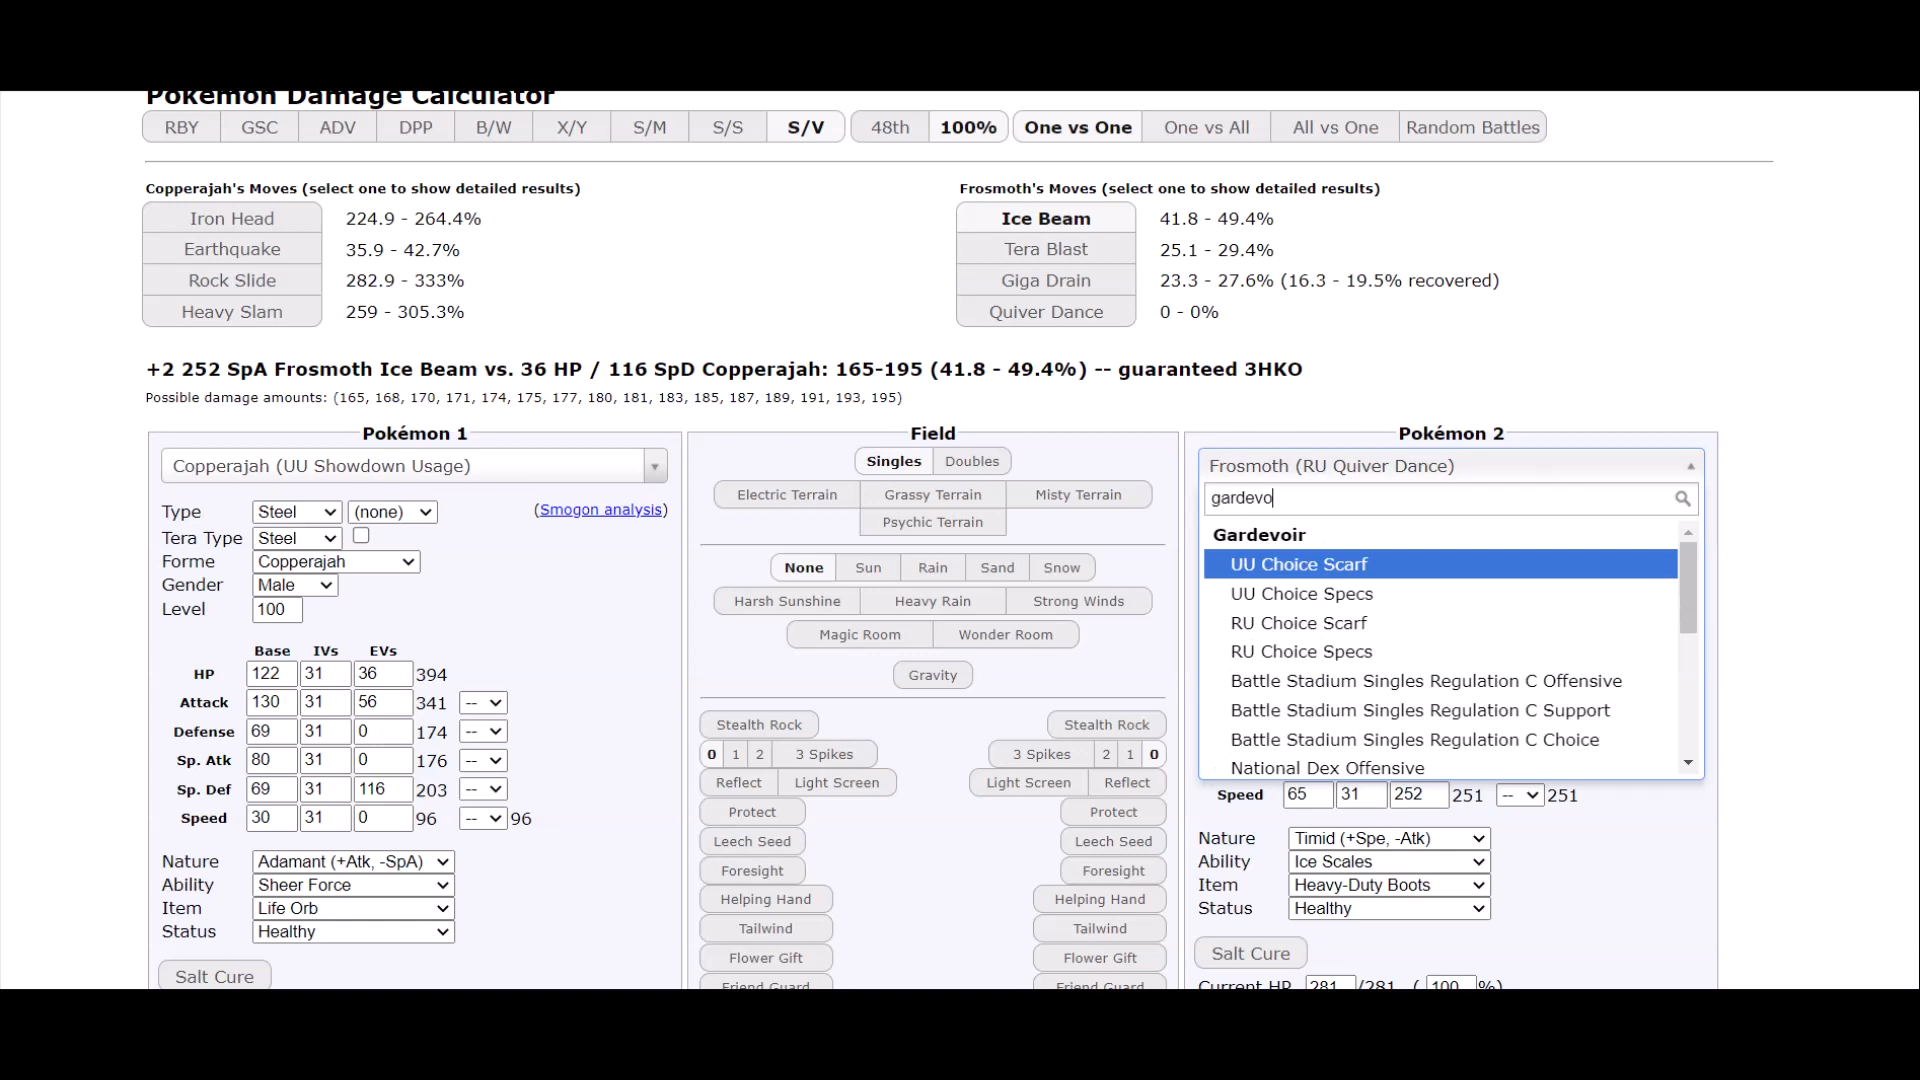 Pokémon Damage Calculator
RBY GSC ADV DPP B/W X/Y S/M S/S S/V 48th 100% One vs One One vs All All vs One Random Battles
Copperajah's Moves (select one to show detailed results)
Iron Head 224.9 - 264.4%
Earthquake 35.9 - 42.7%
Rock Slide 282.9 - 333%
Heavy Slam 259 - 305.3%
Frosmoth's Moves (select one to show detailed results)
Ice Beam 41.8 - 49.4%
Tera Blast 25.1 - 29.4%
Giga Drain 23.3 - 27.6% (16.3 - 19.5% recovered)
Quiver Dance 0 - 0%
+2 252 SpA Frosmoth Ice Beam vs. 36 HP / 116 SpD Copperajah: 165-195 (41.8 - 49.4%) -- guaranteed 3HKO
Possible damage amounts: (165, 168, 170, 171, 174, 175, 177, 180, 181, 183, 185, 187, 189, 191, 193, 195)
Pokémon 1
Copperajah (UU Showdown Usage)
Type Steel (none) (Smogon analysis)
Tera Type Steel
Forme Copperajah
Gender Male
Level 100
Base IVs EVs
HP 122 31 36 394
Attack 130 31 56 341 --
Defense 69 31 0 174 --
Sp. Atk 80 31 0 176 --
Sp. Def 69 31 116 203 --
Speed 30 31 0 96 -- 96
Nature Adamant (+Atk, -SpA)
Ability Sheer Force
Item Life Orb
Status Healthy
Salt Cure
Field
Singles Doubles
Electric Terrain Grassy Terrain Misty Terrain
Psychic Terrain
None Sun Rain Sand Snow
Harsh Sunshine Heavy Rain Strong Winds
Magic Room Wonder Room
Gravity
Stealth Rock Stealth Rock
0 1 2 3 Spikes 3 Spikes 2 1 0
Reflect Light Screen Light Screen Reflect
Protect Protect
Leech Seed Leech Seed
Foresight Foresight
Helping Hand Helping Hand
Tailwind Tailwind
Flower Gift Flower Gift
Friend Guard Friend Guard
Pokémon 2
Frosmoth (RU Quiver Dance)
gardevo
Gardevoir
UU Choice Scarf
UU Choice Specs
RU Choice Scarf
RU Choice Specs
Battle Stadium Singles Regulation C Offensive
Battle Stadium Singles Regulation C Support
Battle Stadium Singles Regulation C Choice
National Dex Offensive
Speed 65 31 252 251 -- 251
Nature Timid (+Spe, -Atk)
Ability Ice Scales
Item Heavy-Duty Boots
Status Healthy
Salt Cure
Current HP 281 /281 ( 100 %)